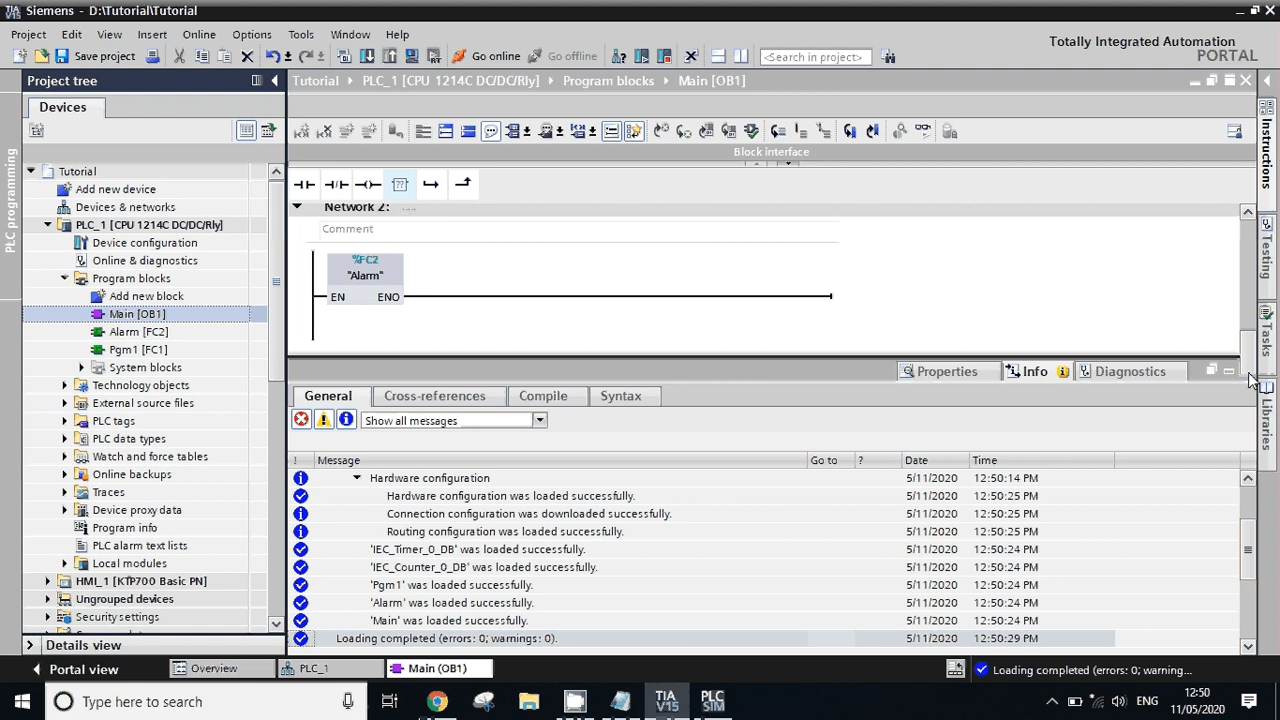 Siemens - D:\Tutorial\Tutorial
Project Edit View Insert Online Options Tools Window Help
Totally Integrated Automation
PORTAL
Save project
Go online
Go offline
<Search in project>
Project tree
Tutorial PLC_1 [CPU 1214C DC/DC/Rly] Program blocks Main [OB1]
Devices
PLC programming
Block interface
Tutorial
Add new device
Devices & networks
PLC_1 [CPU 1214C DC/DC/Rly]
Device configuration
Online & diagnostics
Program blocks
Add new block
Main [OB1]
Alarm [FC2]
Pgm1 [FC1]
System blocks
Technology objects
External source files
PLC tags
PLC data types
Watch and force tables
Online backups
Traces
Device proxy data
Program info
PLC alarm text lists
Local modules
HMI_1 [KTP700 Basic PN]
Ungrouped devices
Security settings
Details view
??
Network 2: ....
Comment
%FC2
"Alarm"
EN ENO
Properties Info Diagnostics
General Cross-references Compile Syntax
Show all messages
! Message Go to ? Date Time
Hardware configuration 5/11/2020 12:50:14 PM
Hardware configuration was loaded successfully. 5/11/2020 12:50:25 PM
Connection configuration was downloaded successfully. 5/11/2020 12:50:25 PM
Routing configuration was loaded successfully. 5/11/2020 12:50:25 PM
'IEC_Timer_0_DB' was loaded successfully. 5/11/2020 12:50:24 PM
'IEC_Counter_0_DB' was loaded successfully. 5/11/2020 12:50:24 PM
'Pgm1' was loaded successfully. 5/11/2020 12:50:24 PM
'Alarm' was loaded successfully. 5/11/2020 12:50:24 PM
'Main' was loaded successfully. 5/11/2020 12:50:24 PM
Loading completed (errors: 0; warnings: 0). 5/11/2020 12:50:29 PM
Instructions
Testing
Tasks
Libraries
Portal view Overview PLC_1 Main (OB1)
Loading completed (errors: 0; warning...
Type here to search
TIA
V15
PLC
SIM
ENG
12:50
11/05/2020